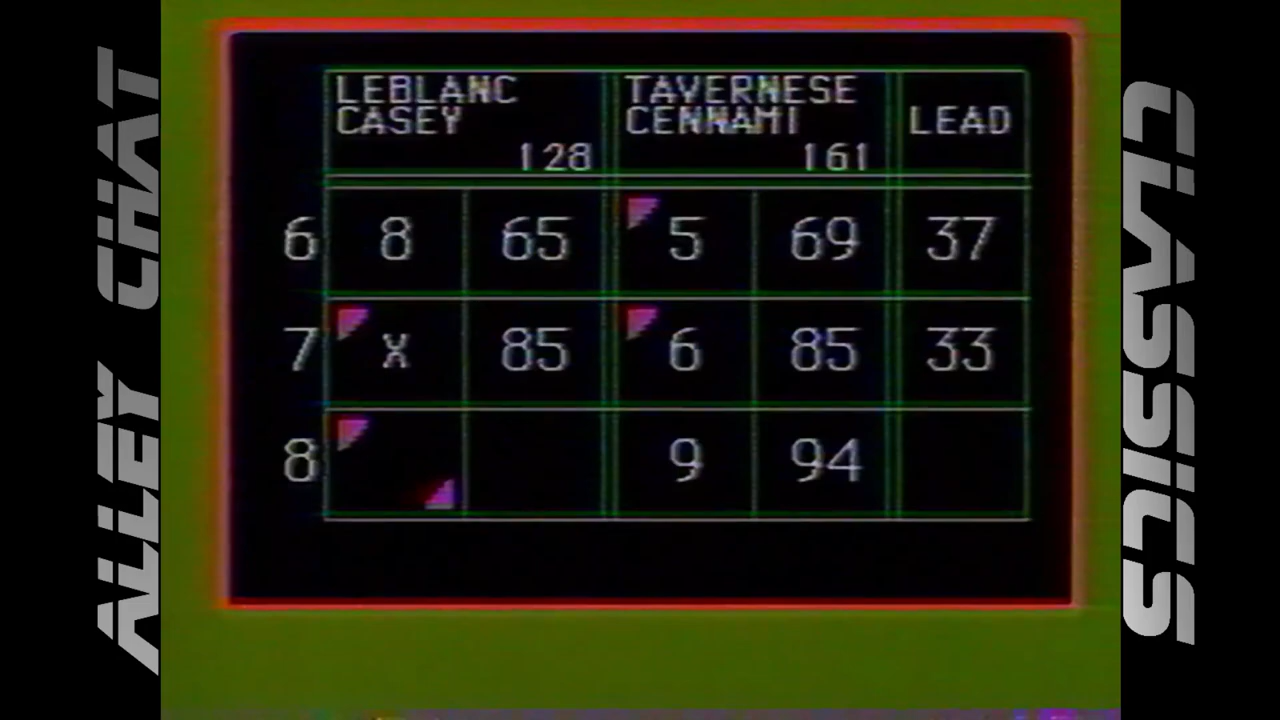 ALLEY CHAT
LEBLANC
CASEY
128
TAVERNESE
CENNAMI
161
LEAD
6 8 65 5 69 37
7 X 85 6 85 33
8 9 94
CLASSICS